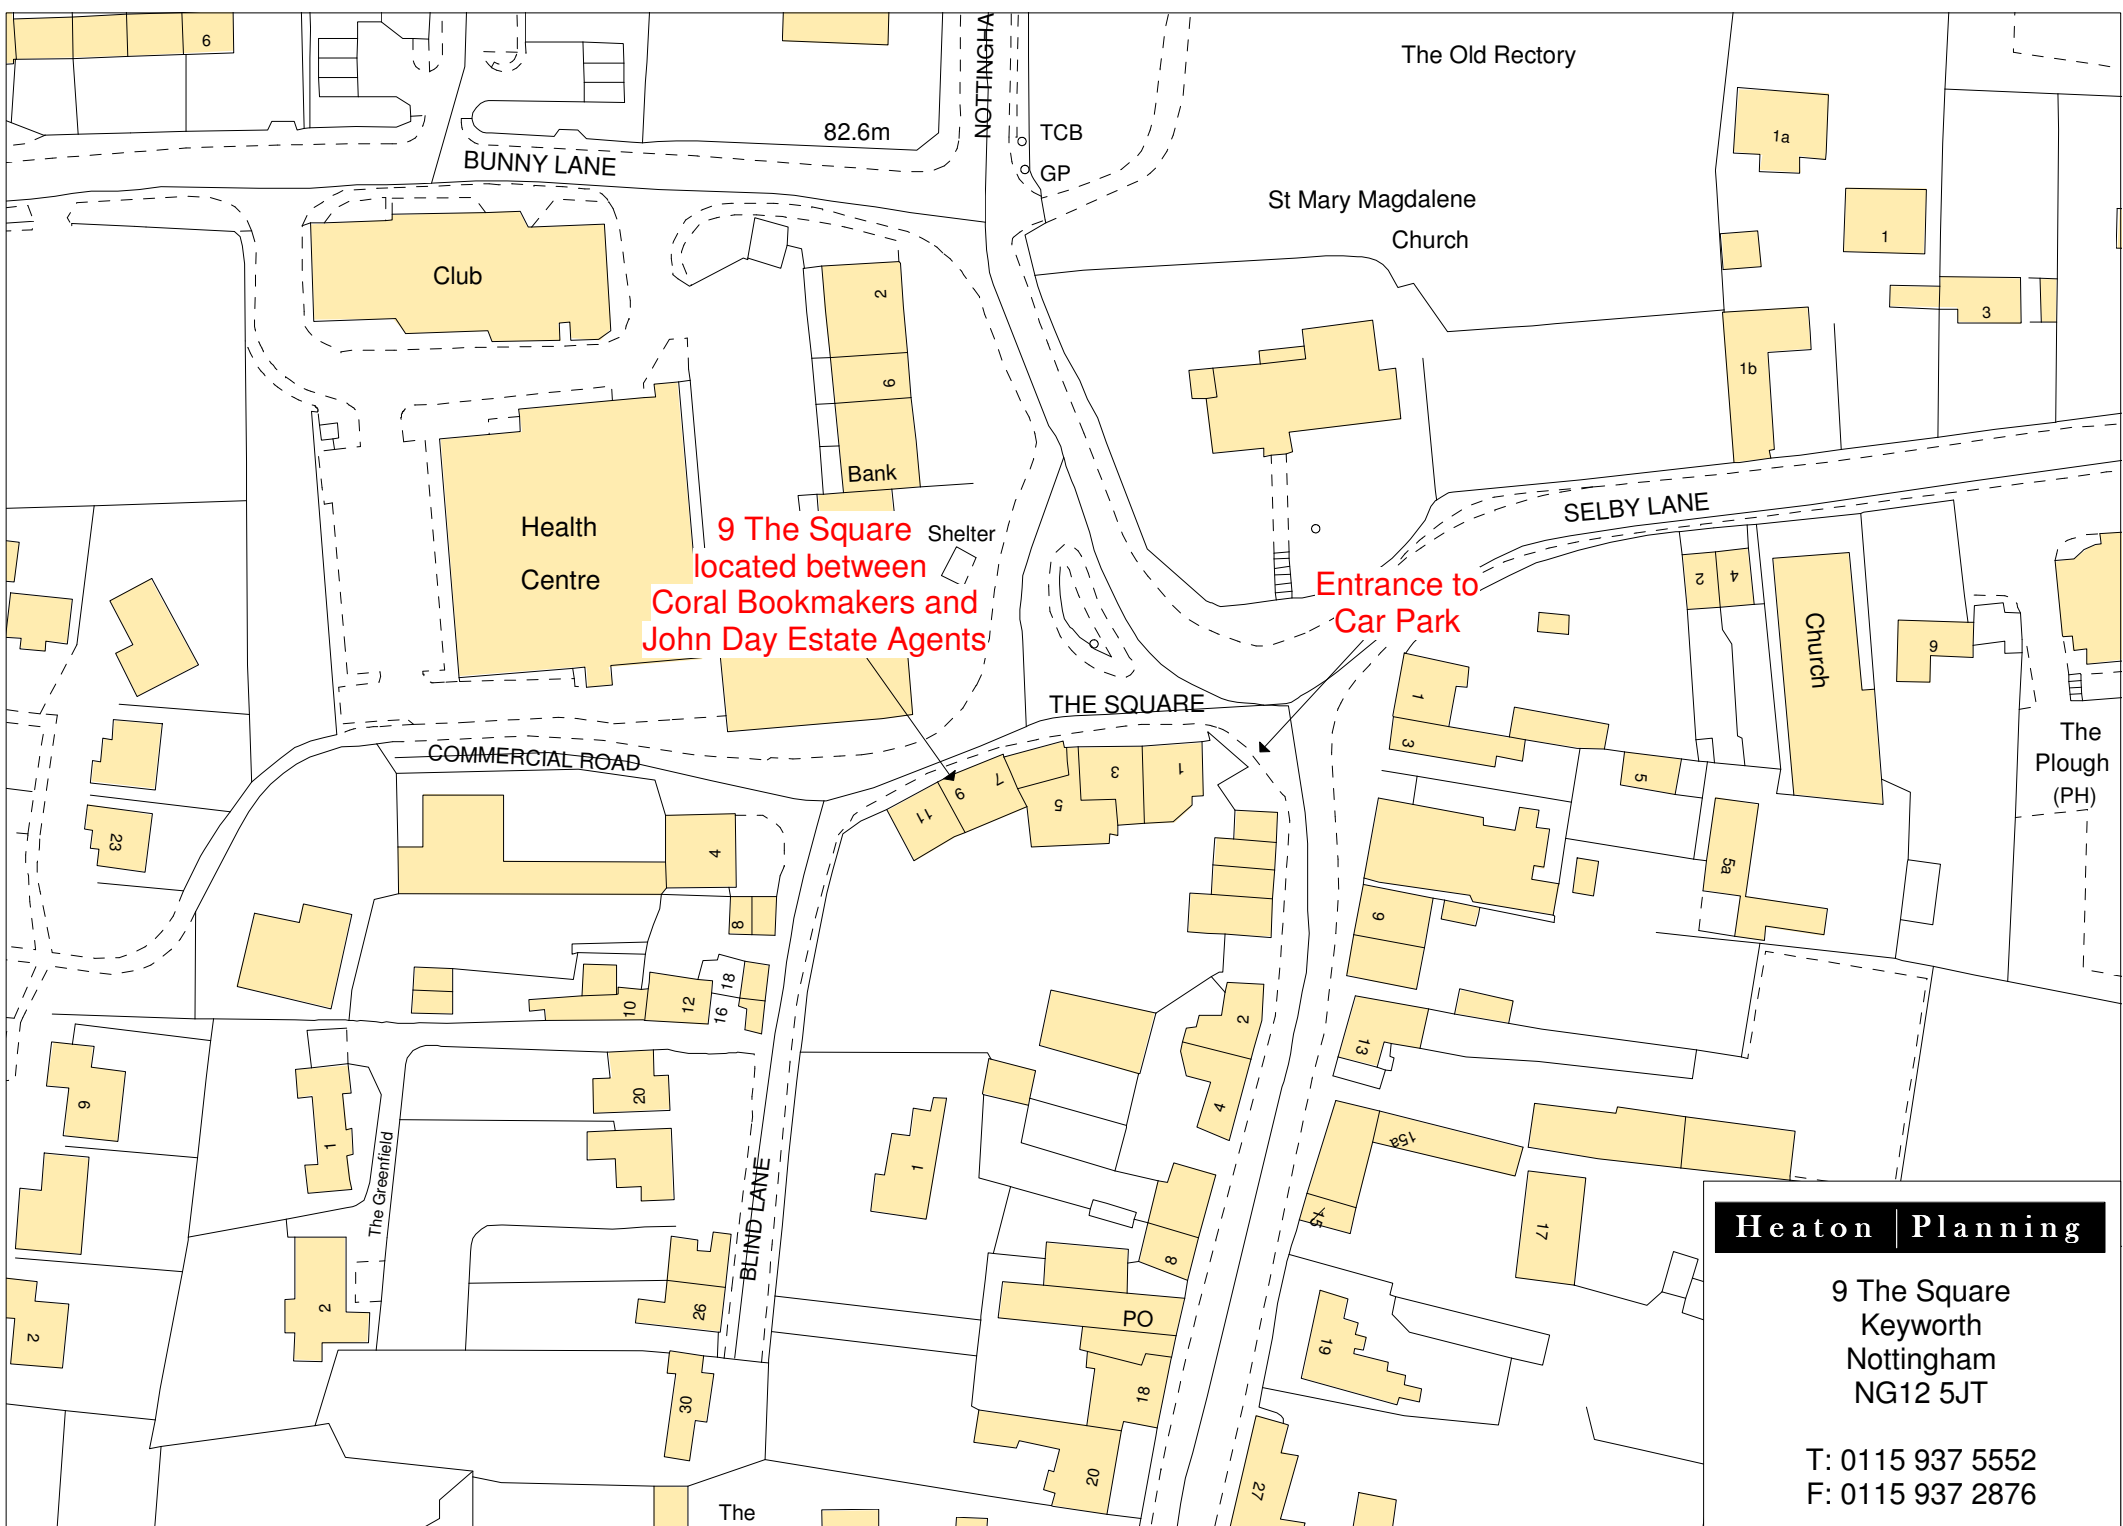 6
NOTTINGHA
The Old Rectory
82.6m
TCB
GP
BUNNY LANE
1a
St Mary Magdalene
Church
1
3
Club
2
6
1b
Bank
SELBY LANE
Health
Centre
9 The Square
located between
Coral Bookmakers and
John Day Estate Agents
Shelter
Entrance to
Car Park
2
4
Church
9
The
Plough
(PH)
THE SQUARE
COMMERCIAL ROAD
1
3
5
5a
11
9
7
5
3
1
23
4
8
9
18
16
12
10
2
4
13
9
1
20
The Greenfield
1
15a
15
17
BLIND LANE
8
26
2
2
PO
19
18
30
20
27
The
Heaton | Planning
9 The Square
Keyworth
Nottingham
NG12 5JT
T: 0115 937 5552
F: 0115 937 2876